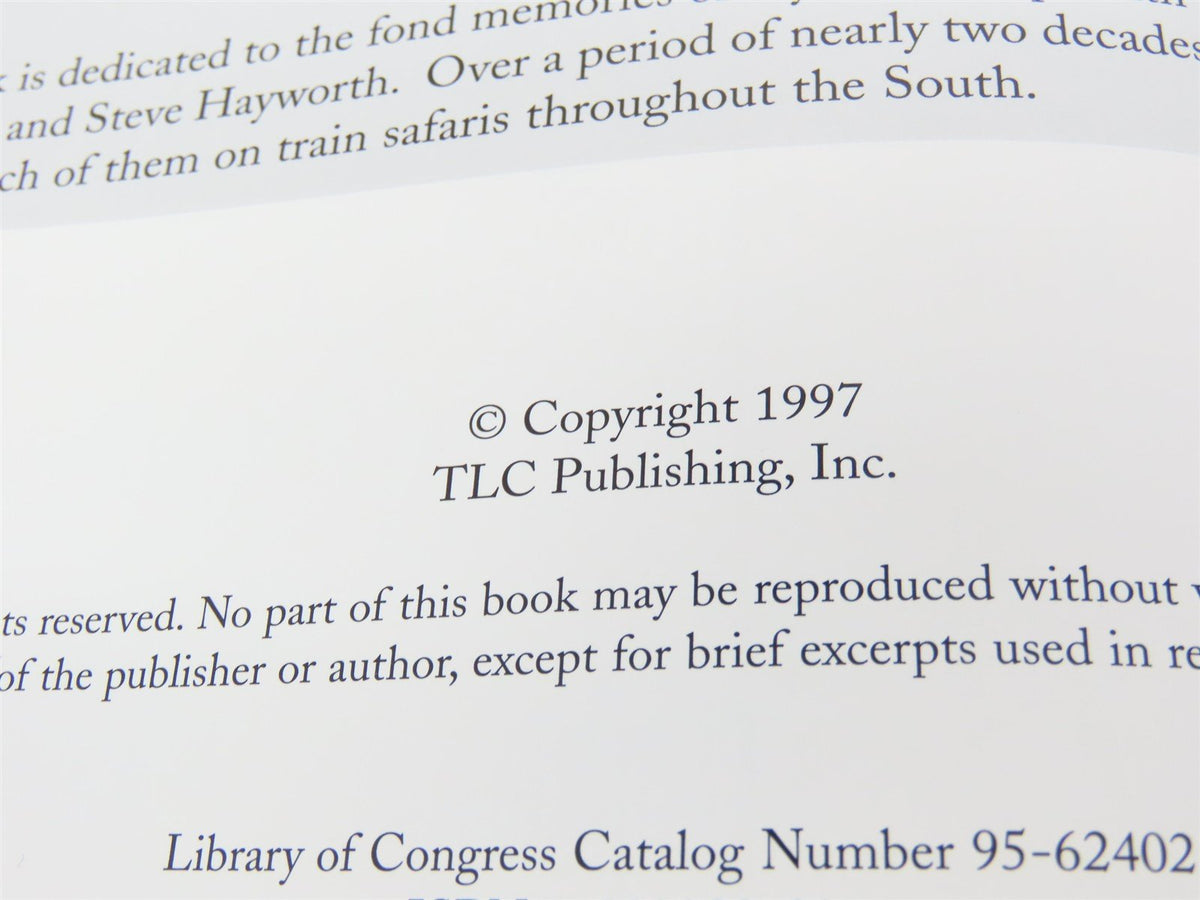 is dedicated to the fond memories
and Steve Hayworth. Over a period of nearly two decades
ch of them on train safaris throughout the South.
© Copyright 1997
TLC Publishing, Inc.
ts reserved. No part of this book may be reproduced without
of the publisher or author, except for brief excerpts used in re
Library of Congress Catalog Number 95-62402